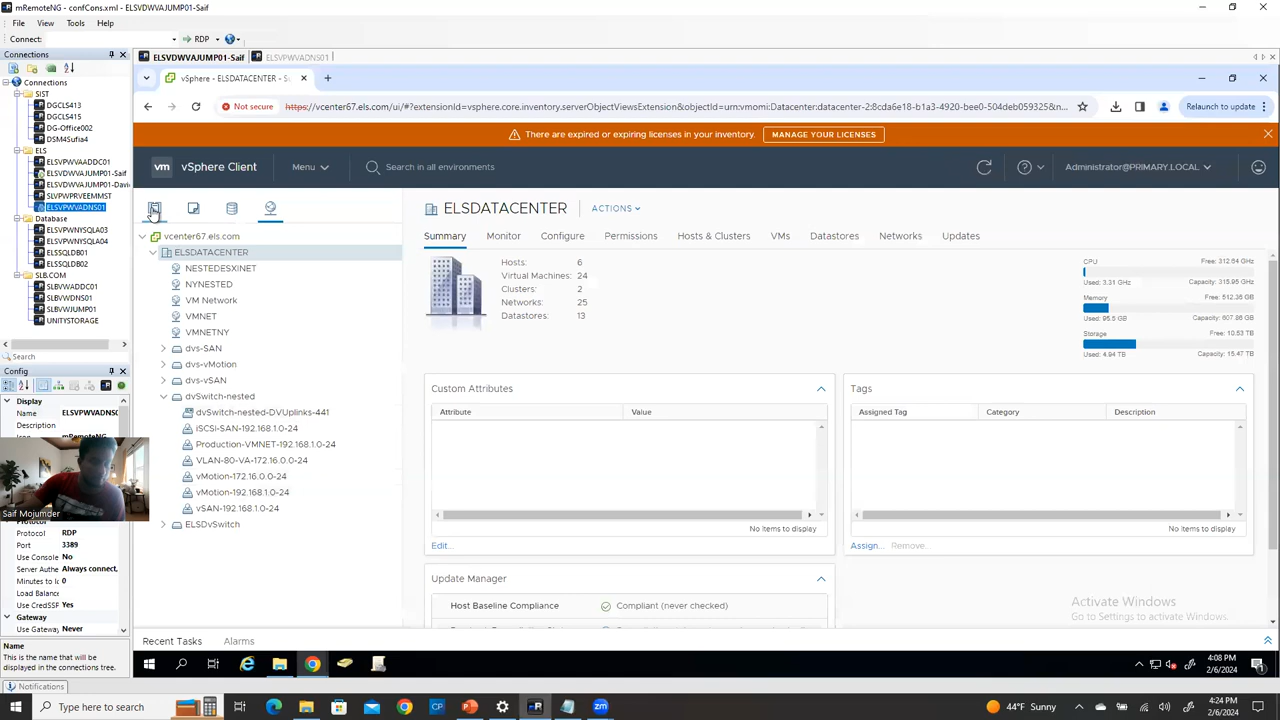 mRemoteNG - confCons.xml - ELSVDWVAJUMP01-Saif
File View Tools Help
Connect: RDP
Connections
ELSVDWVAJUMP01-Saif
ELSVPWVADNS01
Connections
SIST
DGCLS413
DGCLS415
DG-Office002
DSM4Sufia4
ELS
ELSVPWVAADDC01
ELSVDWVAJUMP01-Saif
ELSVDWVAJUMP01-Davi
SLVPWPRVEEMMST
ELSVPWVADNS01
Database
ELSVPWNYSQLA03
ELSVPWNYSQLA04
ELSSQLDB01
ELSSQLDB02
SLB.COM
SLBVWADDC01
SLBVWDNS01
SLBVWJUMP01
UNITYSTORAGE
Search
Config
Display
Name ELSVPWVADNS0
Description
Icon mRemoteNG
Saif Mojumder
Protocol
Protocol RDP
Port 3389
Use Console No
Server Authe Always connect,
Minutes to Ic 0
Load Balance
Use CredSSP Yes
Gateway
Use Gateway Never
Name
This is the name that will be
displayed in the connections tree.
Notifications
vSphere - ELSDATACENTER - Su
Not secure https://vcenter67.els.com/ui/#?extensionId=vsphere.core.inventory.serverObjectViewsExtension&objectId=urn:vmomi:Datacenter:datacenter-2:8cda6e18-b1a3-4920-bee0-504deb059325&n...
Relaunch to update
There are expired or expiring licenses in your inventory. MANAGE YOUR LICENSES
vm vSphere Client Menu Search in all environments Administrator@PRIMARY.LOCAL
vcenter67.els.com
ELSDATACENTER
NESTEDESXINET
NYNESTED
VM Network
VMNET
VMNETNY
dvs-SAN
dvs-vMotion
dvs-vSAN
dvSwitch-nested
dvSwitch-nested-DVUplinks-441
iSCSI-SAN-192.168.1.0-24
Production-VMNET-192.168.1.0-24
VLAN-80-VA-172.16.0.0-24
vMotion-172.16.0.0-24
vMotion-192.168.1.0-24
vSAN-192.168.1.0-24
ELSDvSwitch
ELSDATACENTER ACTIONS
Summary Monitor Configure Permissions Hosts & Clusters VMs Datastores Networks Updates
Hosts: 6
Virtual Machines: 24
Clusters: 2
Networks: 25
Datastores: 13
CPU Free: 312.64 GHz
Used: 3.31 GHz Capacity: 315.95 GHz
Memory Free: 512.36 GB
Used: 95.5 GB Capacity: 607.86 GB
Storage Free: 10.53 TB
Used: 4.94 TB Capacity: 15.47 TB
Custom Attributes
Attribute Value
No items to display
Edit...
Tags
Assigned Tag Category Description
No items to display
Assign... Remove...
Update Manager
Host Baseline Compliance Compliant (never checked)
Activate Windows
Go to Settings to activate Windows.
Recent Tasks Alarms
4:08 PM
2/6/2024
Type here to search
44°F Sunny
4:24 PM
2/6/2024